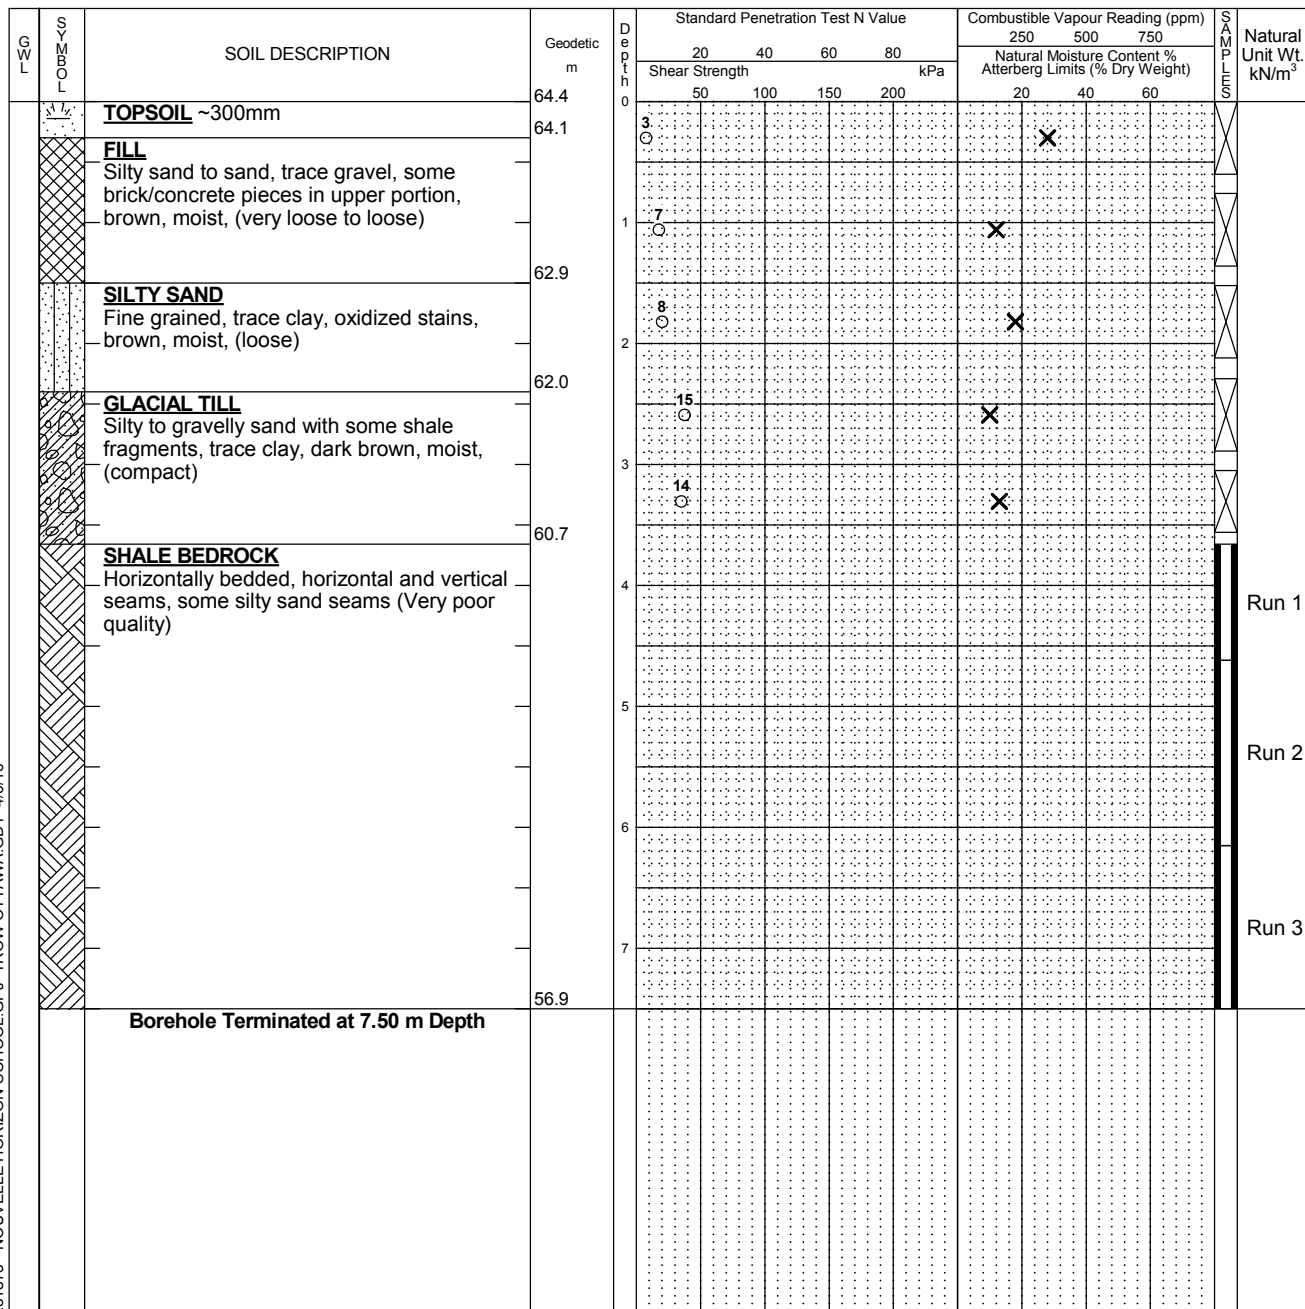 GWL
SYMBOL
SOIL DESCRIPTION
Geodetic
m
Depth
Standard Penetration Test N Value
20 40 60 80
Shear Strength kPa
50 100 150 200
Combustible Vapour Reading (ppm)
250 500 750
Natural Moisture Content %
Atterberg Limits (% Dry Weight)
20 40 60
SAMPLES
Natural
Unit Wt.
kN/m³
64.4
0
TOPSOIL ~300mm
64.1
3
FILL
Silty sand to sand, trace gravel, some
brick/concrete pieces in upper portion,
brown, moist, (very loose to loose)
7
1
62.9
SILTY SAND
Fine grained, trace clay, oxidized stains,
brown, moist, (loose)
8
2
62.0
GLACIAL TILL
Silty to gravelly sand with some shale
fragments, trace clay, dark brown, moist,
(compact)
15
3
14
60.7
SHALE BEDROCK
Horizontally bedded, horizontal and vertical
seams, some silty sand seams (Very poor
quality)
4
Run 1
5
Run 2
6
Run 3
7
56.9
Borehole Terminated at 7.50 m Depth